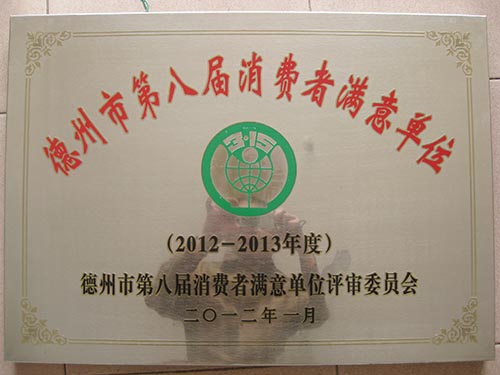 德州市第八届消费者满意单位
3·15
(2012-2013年度)
德州市第八届消费者满意单位评审委员会
二〇一二年一月